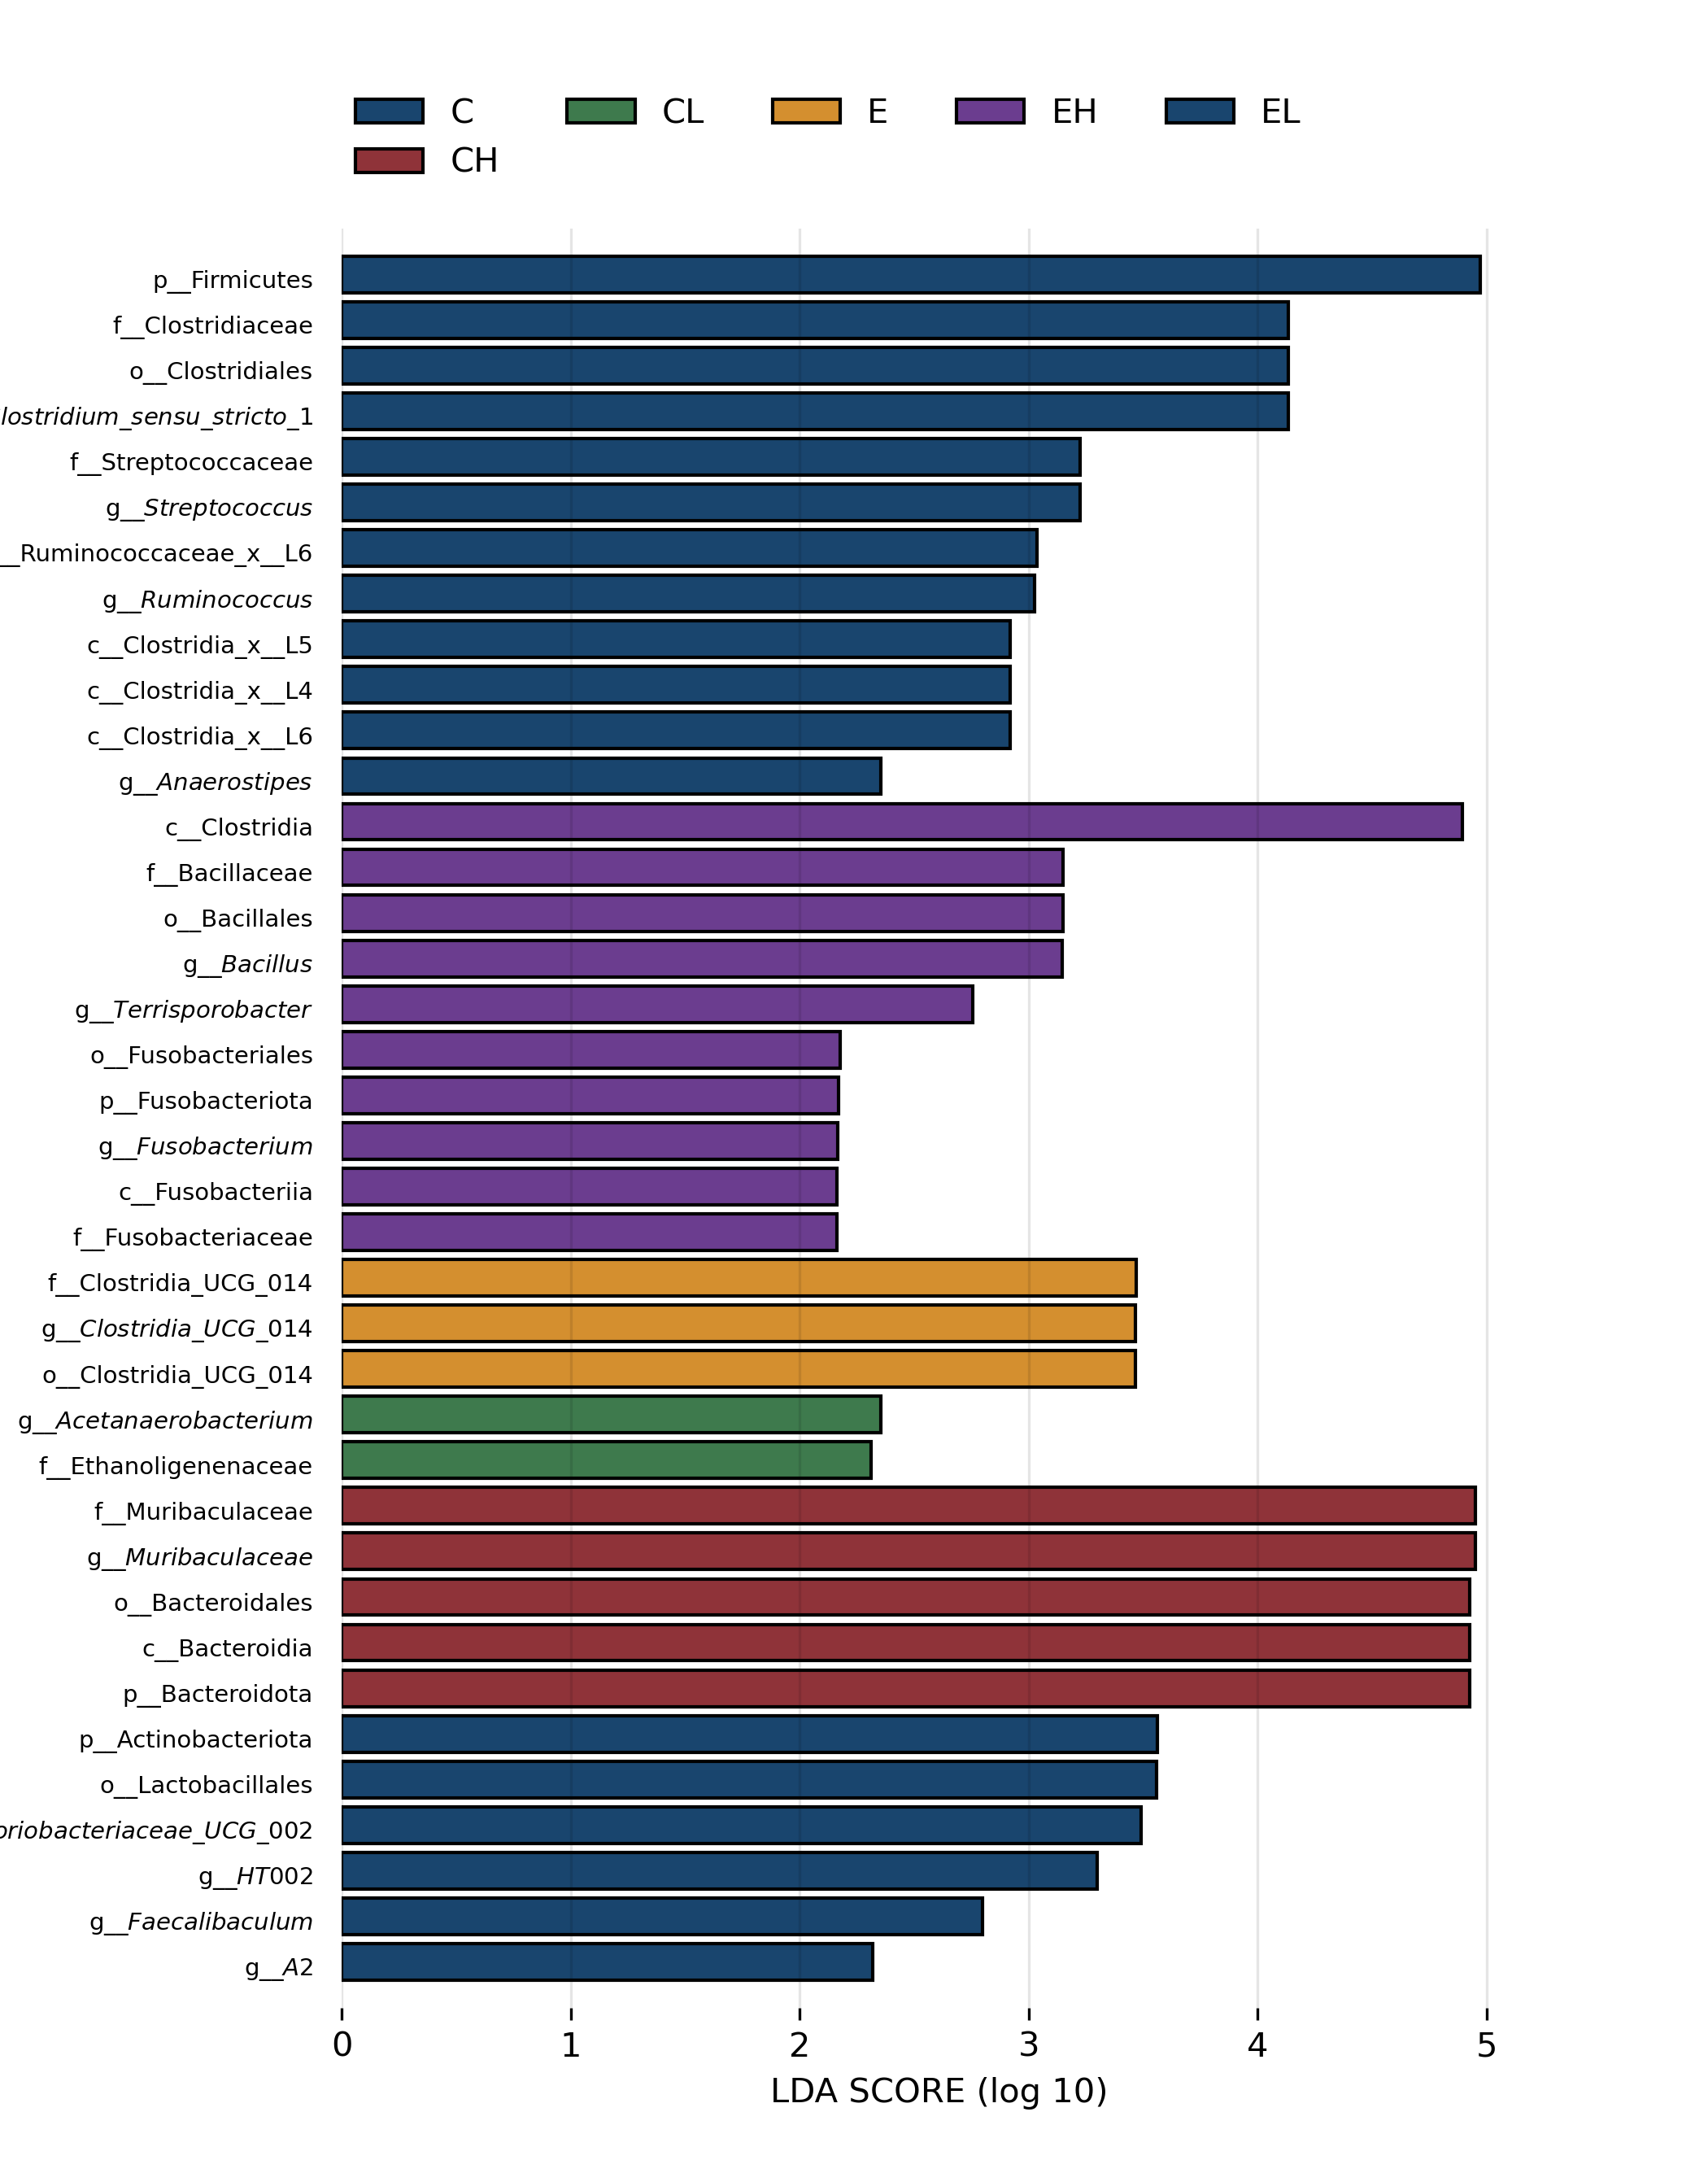 C CL E EH EL
CH
p__Firmicutes
f__Clostridiaceae
o__Clostridiales
lostridium_sensu_stricto_1
f__Streptococcaceae
g__Streptococcus
__Ruminococcaceae_x__L6
g__Ruminococcus
c__Clostridia_x__L5
c__Clostridia_x__L4
c__Clostridia_x__L6
g__Anaerostipes
c__Clostridia
f__Bacillaceae
o__Bacillales
g__Bacillus
g__Terrisporobacter
o__Fusobacteriales
p__Fusobacteriota
g__Fusobacterium
c__Fusobacteriia
f__Fusobacteriaceae
f__Clostridia_UCG_014
g__Clostridia_UCG_014
o__Clostridia_UCG_014
g__Acetanaerobacterium
f__Ethanoligenenaceae
f__Muribaculaceae
g__Muribaculaceae
o__Bacteroidales
c__Bacteroidia
p__Bacteroidota
p__Actinobacteriota
o__Lactobacillales
oriobacteriaceae_UCG_002
g__HT002
g__Faecalibaculum
g__A2
0 1 2 3 4 5
LDA SCORE (log 10)